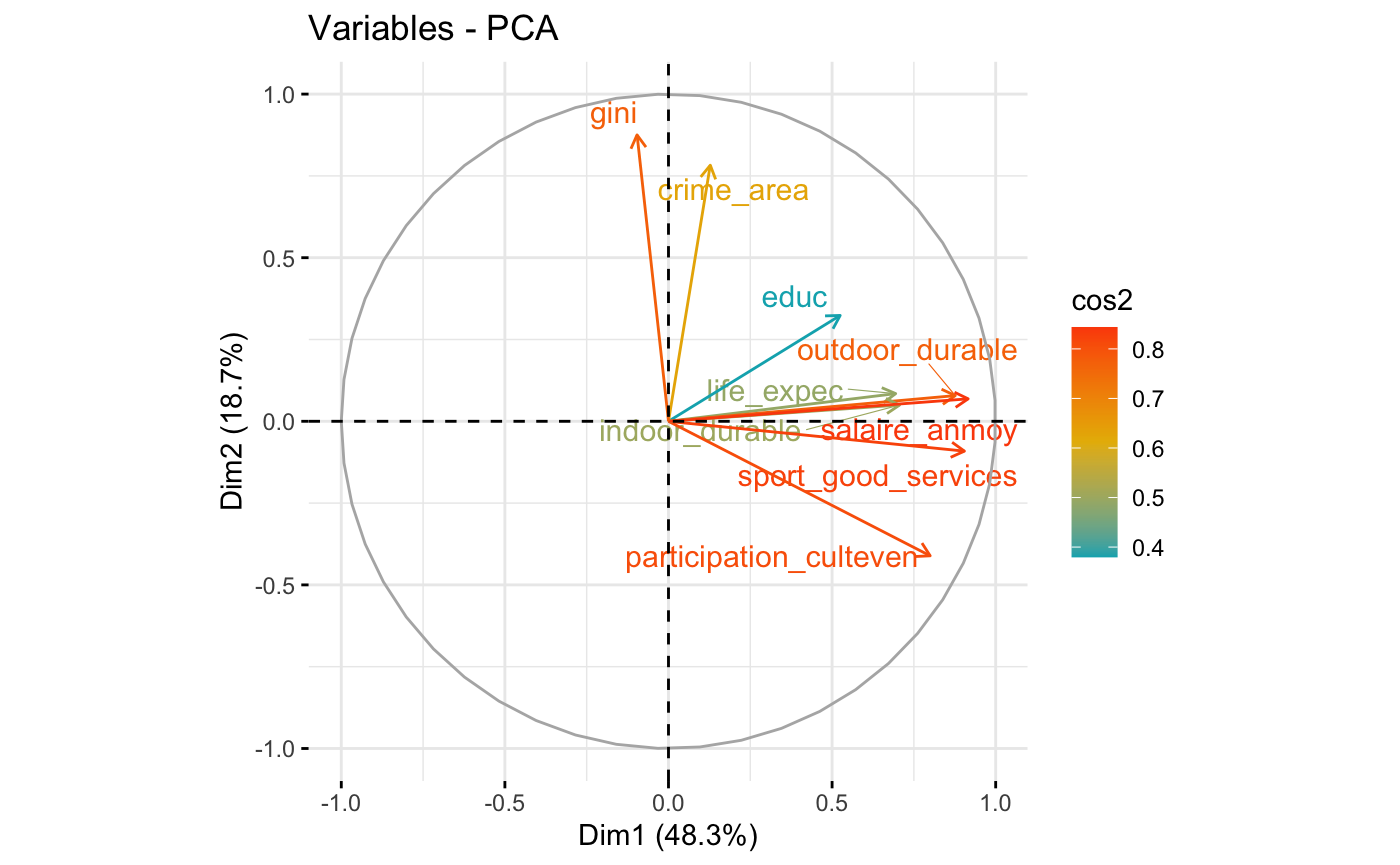 Variables - PCA
1.0
0.5
0.0
-0.5
-1.0
Dim2 (18.7%)
gini
crime_area
educ
outdoor_durable
life_expec
indoor_durable
salaire_anmoy
sport_good_services
participation_culteven
-1.0
-0.5
0.0
0.5
1.0
Dim1 (48.3%)
cos2
0.8
0.7
0.6
0.5
0.4